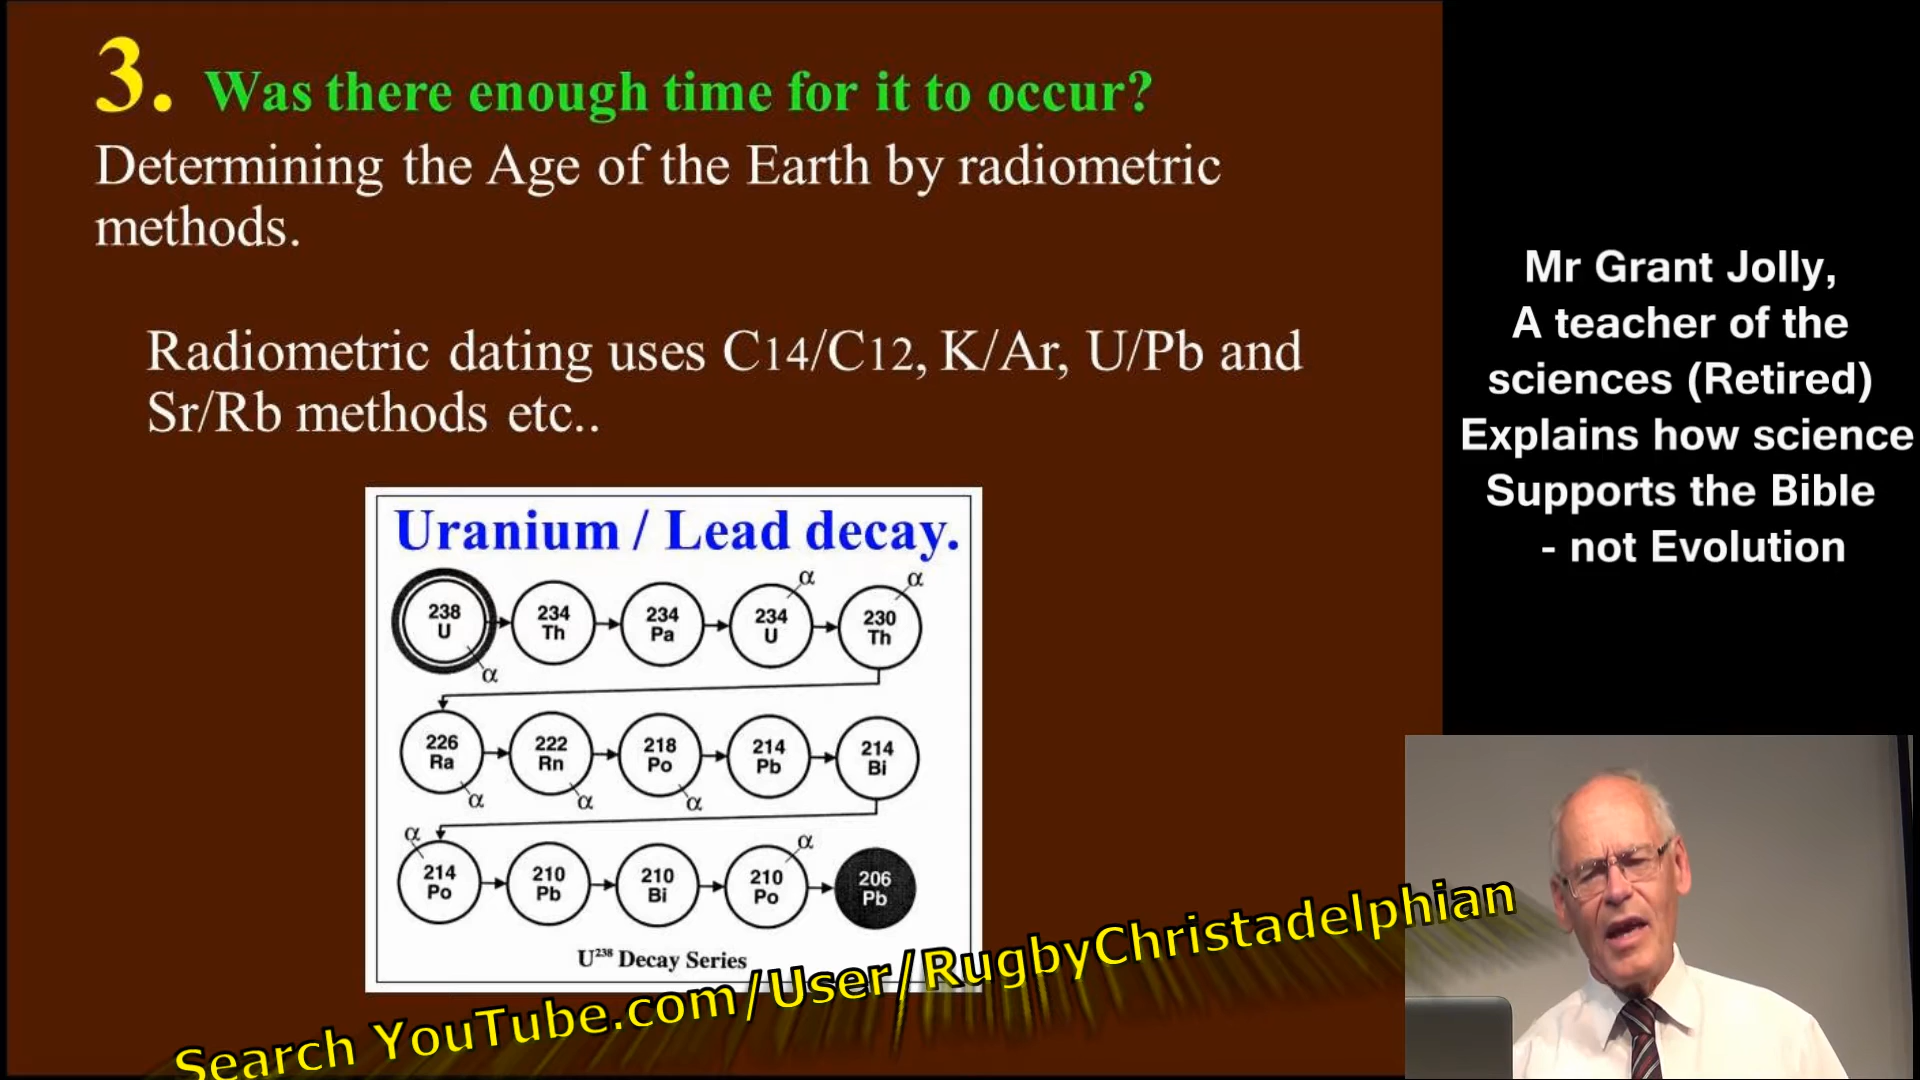 3. Was there enough time for it to occur?
Determining the Age of the Earth by radiometric
methods.
Radiometric dating uses C14/C12, K/Ar, U/Pb and
Sr/Rb methods etc..
Uranium / Lead decay.
α
α
238
U
234
Th
234
Pa
234
U
230
Th
α
226
Ra
222
Rn
218
Po
214
Pb
214
Bi
α
α
α
α
α
214
Po
210
Pb
210
Bi
210
Po
206
Pb
U²³⁸ Decay Series
Mr Grant Jolly,
A teacher of the
sciences (Retired)
Explains how science
Supports the Bible
- not Evolution
Search YouTube.com/User/RugbyChristadelphian